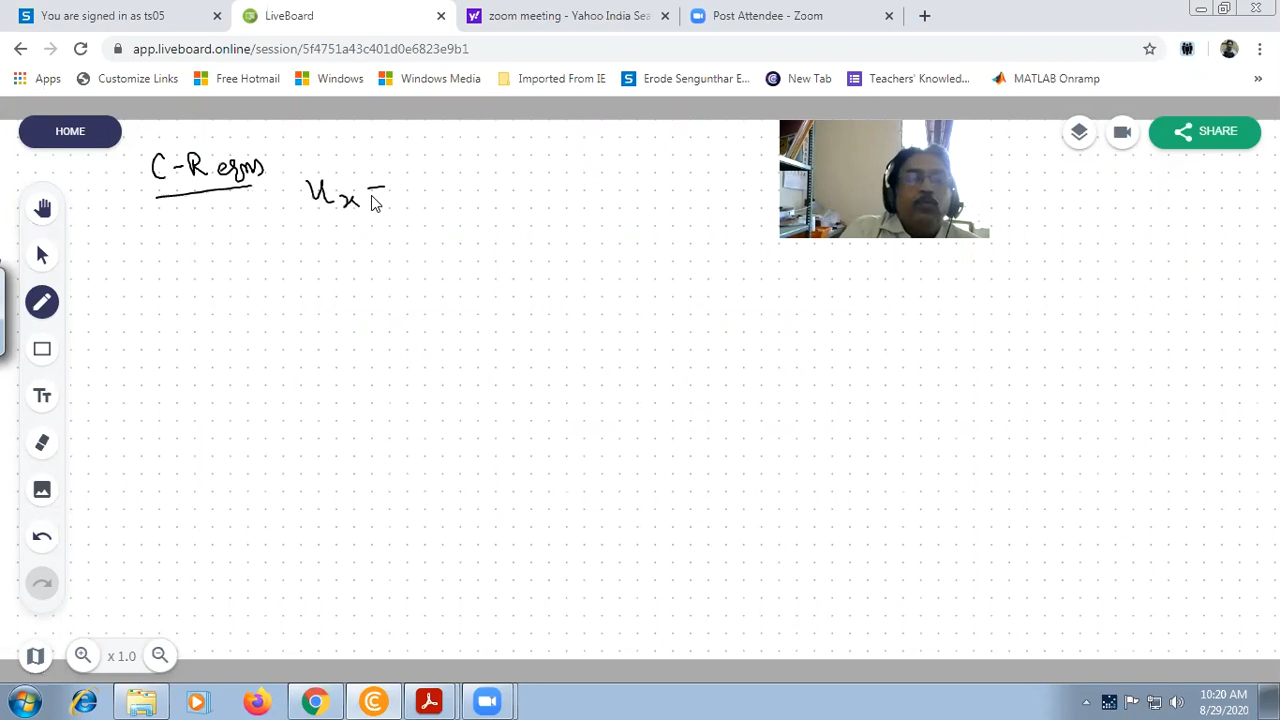 You are signed in as ts05
LiveBoard
zoom meeting - Yahoo India Sea
Post Attendee - Zoom
app.liveboard.online/session/5f4751a43c401d0e6823e9b1
Apps
Customize Links
Free Hotmail
Windows
Windows Media
Imported From IE
Erode Sengunthar E...
New Tab
Teachers' Knowled...
MATLAB Onramp
»
HOME
SHARE
C-R eqns
Ux -
Tт
x 1.0
10:20 AM
8/29/2020